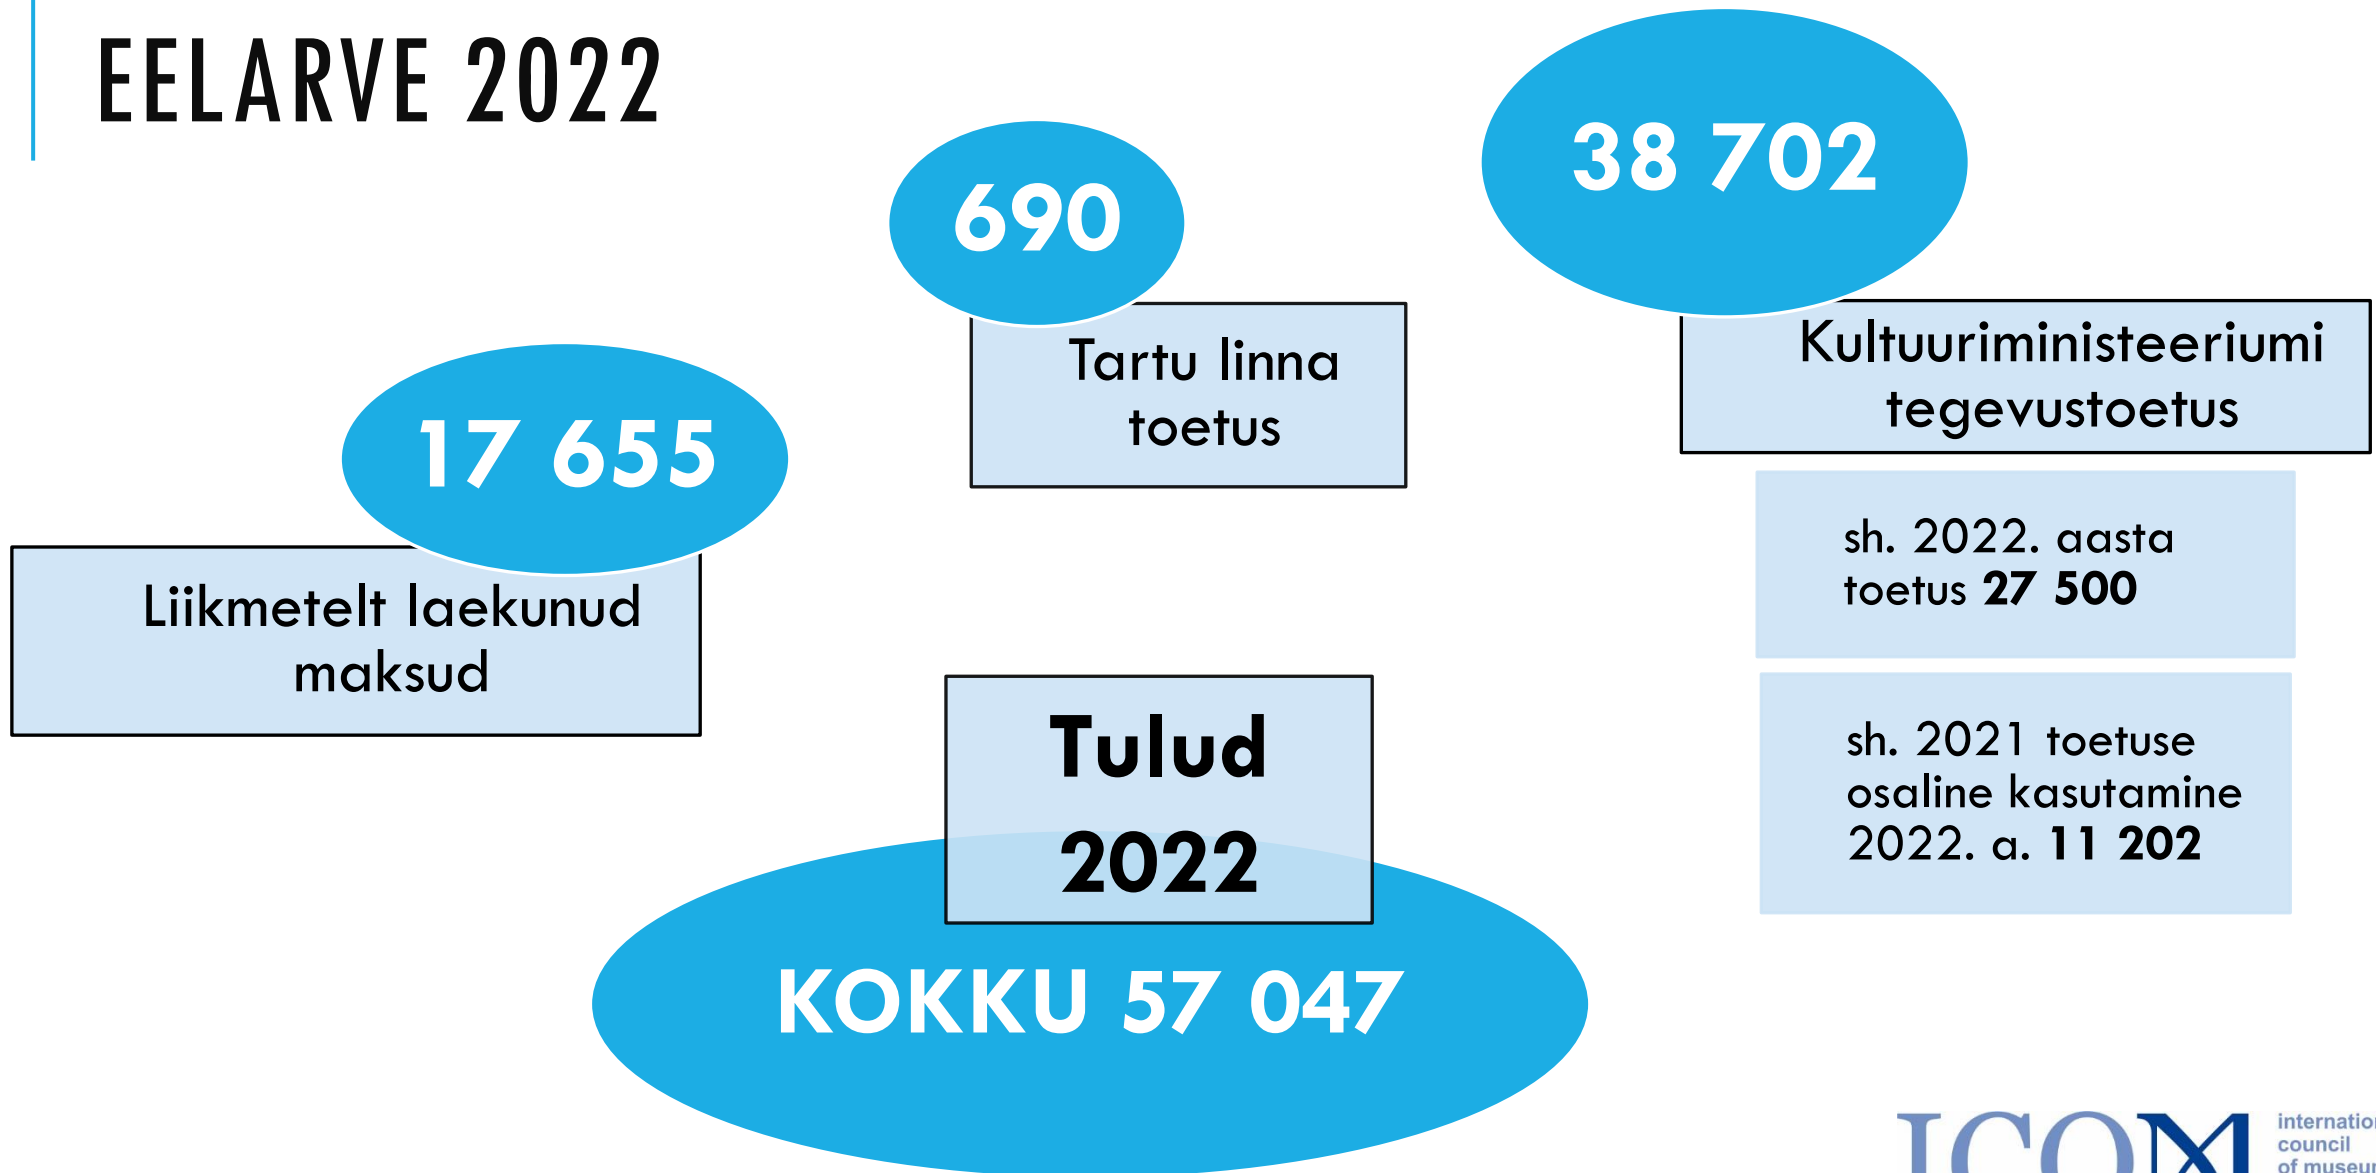 EELARVE 2022
17 655
Liikmetelt laekunud
maksud
690
Tartu linna
toetus
38 702
Kultuuriministeeriumi
tegevustoetus
sh. 2022. aasta
toetus 27 500
sh. 2021 toetuse
osaline kasutamine
2022. a. 11 202
Tulud
2022
KOKKU 57 047
ICOM
council